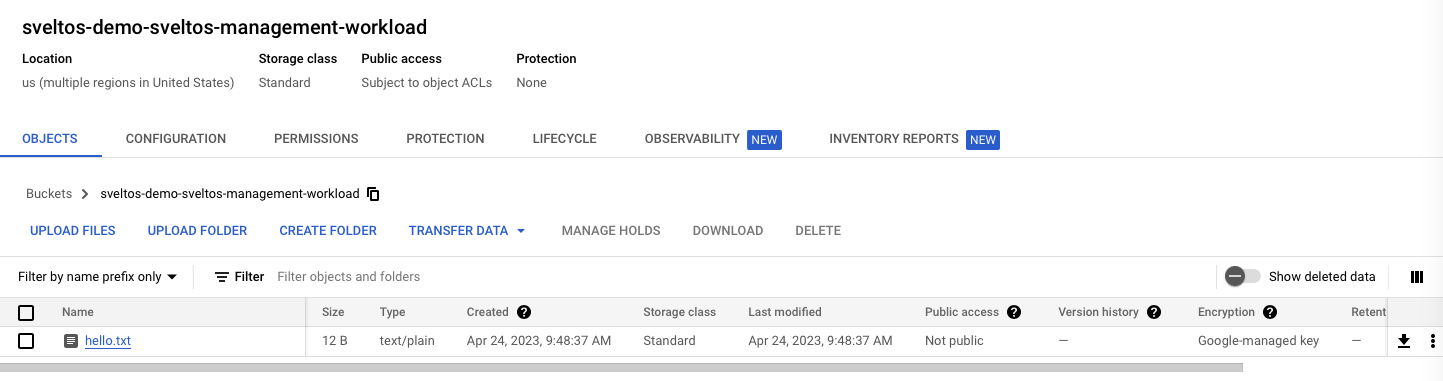 sveltos-demo-sveltos-management-workload
Location Storage class Public access Protection
us (multiple regions in United States) Standard Subject to object ACLs None
OBJECTS CONFIGURATION PERMISSIONS PROTECTION LIFECYCLE OBSERVABILITY NEW INVENTORY REPORTS NEW
Buckets sveltos-demo-sveltos-management-workload
UPLOAD FILES UPLOAD FOLDER CREATE FOLDER TRANSFER DATA MANAGE HOLDS DOWNLOAD DELETE
Filter by name prefix only Filter Filter objects and folders Show deleted data
Name Size Type Created Storage class Last modified Public access Version history Encryption Retent
hello.txt 12 B text/plain Apr 24, 2023, 9:48:37 AM Standard Apr 24, 2023, 9:48:37 AM Not public — Google-managed key —